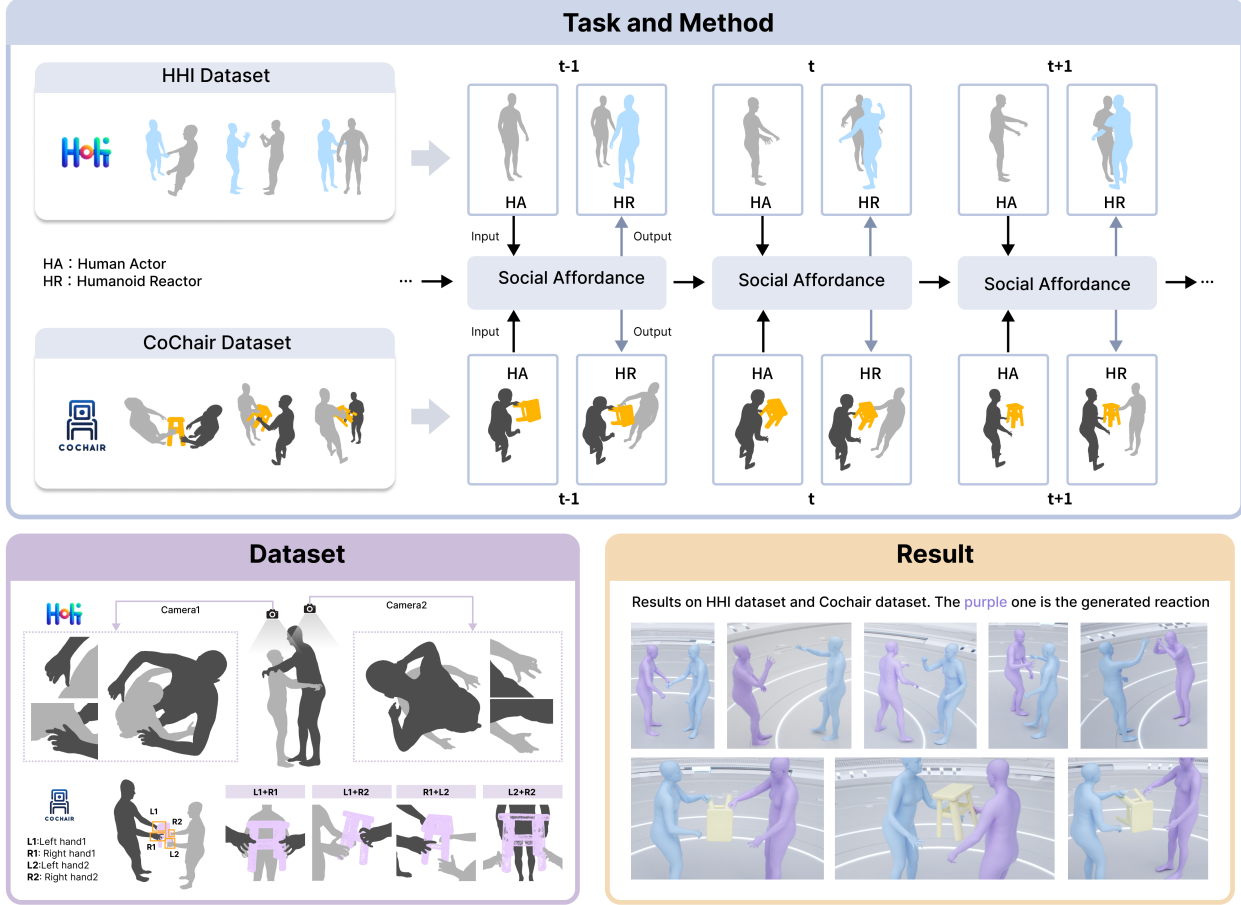 Task and Method
HHI Dataset
Holi
t-1
t
t+1
HA
HR
HA
HR
HA
HR
Input
Output
HA：Human Actor
HR：Humanoid Reactor
...
Social Affordance
Social Affordance
Social Affordance
...
Input
Output
CoChair Dataset
COCHAIR
HA
HR
HA
HR
HA
HR
t-1
t
t+1
Dataset
Holi
Camera1
Camera2
COCHAIR
L1:Left hand1
R1: Right hand1
L2:Left hand2
R2: Right hand2
L1
R2
R1
L2
L1+R1
L1+R2
R1+L2
L2+R2
Result
Results on HHI dataset and Cochair dataset. The purple one is the generated reaction